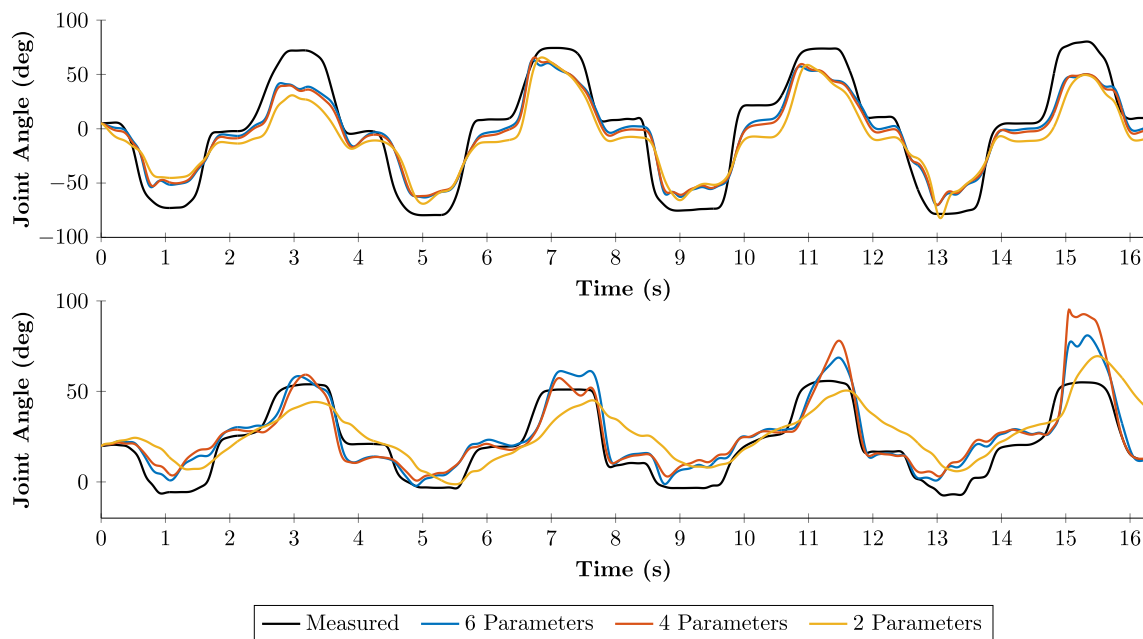 100
50
0
−50
−100
Joint Angle (deg)
0 1 2 3 4 5 6 7 8 9 10 11 12 13 14 15 16
Time (s)
100
50
0
Joint Angle (deg)
0 1 2 3 4 5 6 7 8 9 10 11 12 13 14 15 16
Time (s)
Measured 6 Parameters 4 Parameters 2 Parameters